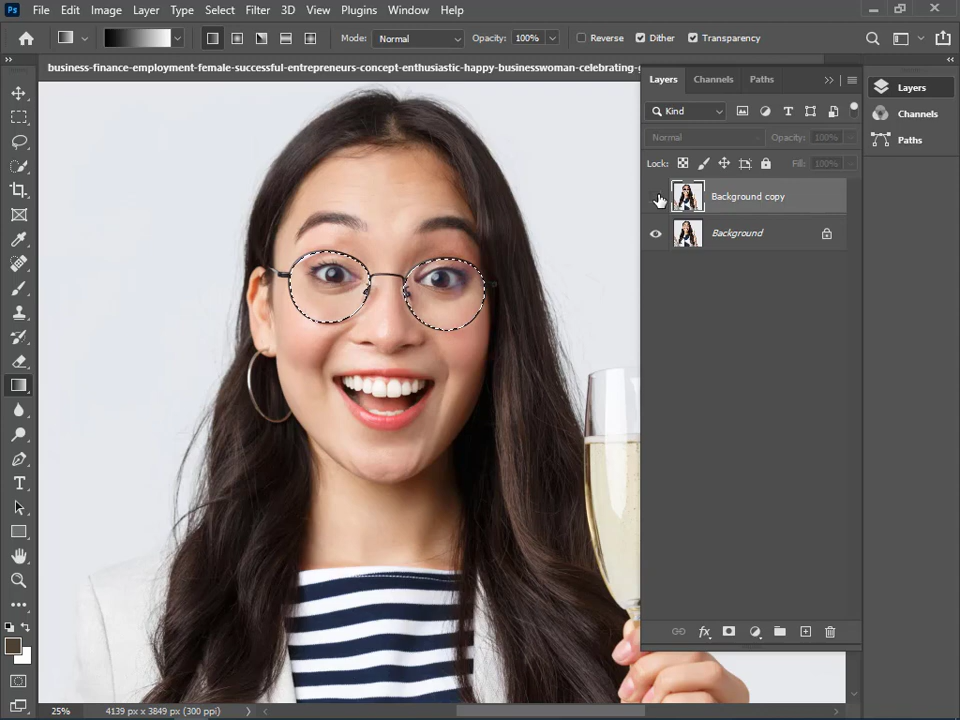 Ps File Edit Image Layer Type Select Filter 3D View Plugins Window Help
Mode: Normal Opacity: 100% Reverse Dither Transparency
business-finance-employment-female-successful-entrepreneurs-concept-enthusiastic-happy-businesswoman-celebrating-g
Layers Channels Paths
Kind
Normal Opacity: 100%
Lock: Fill: 100%
Background copy
Background
fx
Layers
Channels
Paths
25% 4139 px x 3849 px (300 ppi)